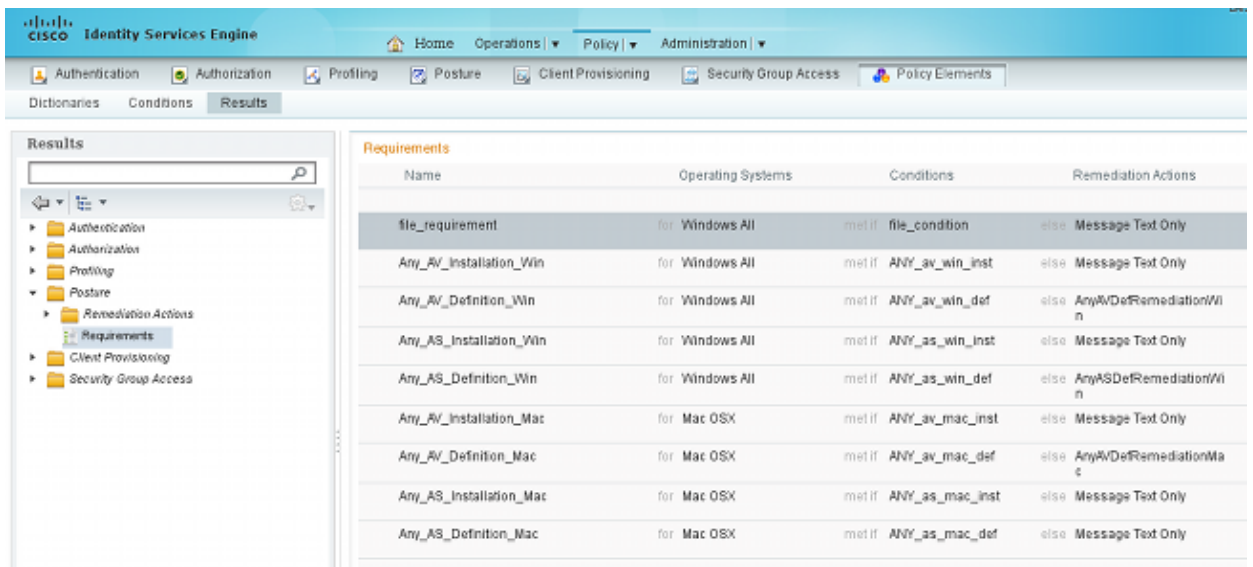 cisco Identity Services Engine
Home Operations | Policy | Administration |
Authentication Authorization Profiling Posture Client Provisioning Security Group Access Policy Elements
Dictionaries Conditions Results
Results
Authentication
Authorization
Profiling
Posture
Remediation Actions
Requirements
Client Provisioning
Security Group Access
Requirements
Name Operating Systems Conditions Remediation Actions
file_requirement for Windows All met if file_condition else Message Text Only
Any_AV_Installation_Win for Windows All met if ANY_av_win_inst else Message Text Only
Any_AV_Definition_Win for Windows All met if ANY_av_win_def else AnyAVDefRemediationWi
n
Any_AS_Installation_Win for Windows All met if ANY_as_win_inst else Message Text Only
Any_AS_Definition_Win for Windows All met if ANY_as_win_def else AnyASDefRemediationWi
n
Any_AV_Installation_Mac for Mac OSX met if ANY_av_mac_inst else Message Text Only
Any_AV_Definition_Mac for Mac OSX met if ANY_av_mac_def else AnyAVDefRemediationMa
c
Any_AS_Installation_Mac for Mac OSX met if ANY_as_mac_inst else Message Text Only
Any_AS_Definition_Mac for Mac OSX met if ANY_as_mac_def else Message Text Only